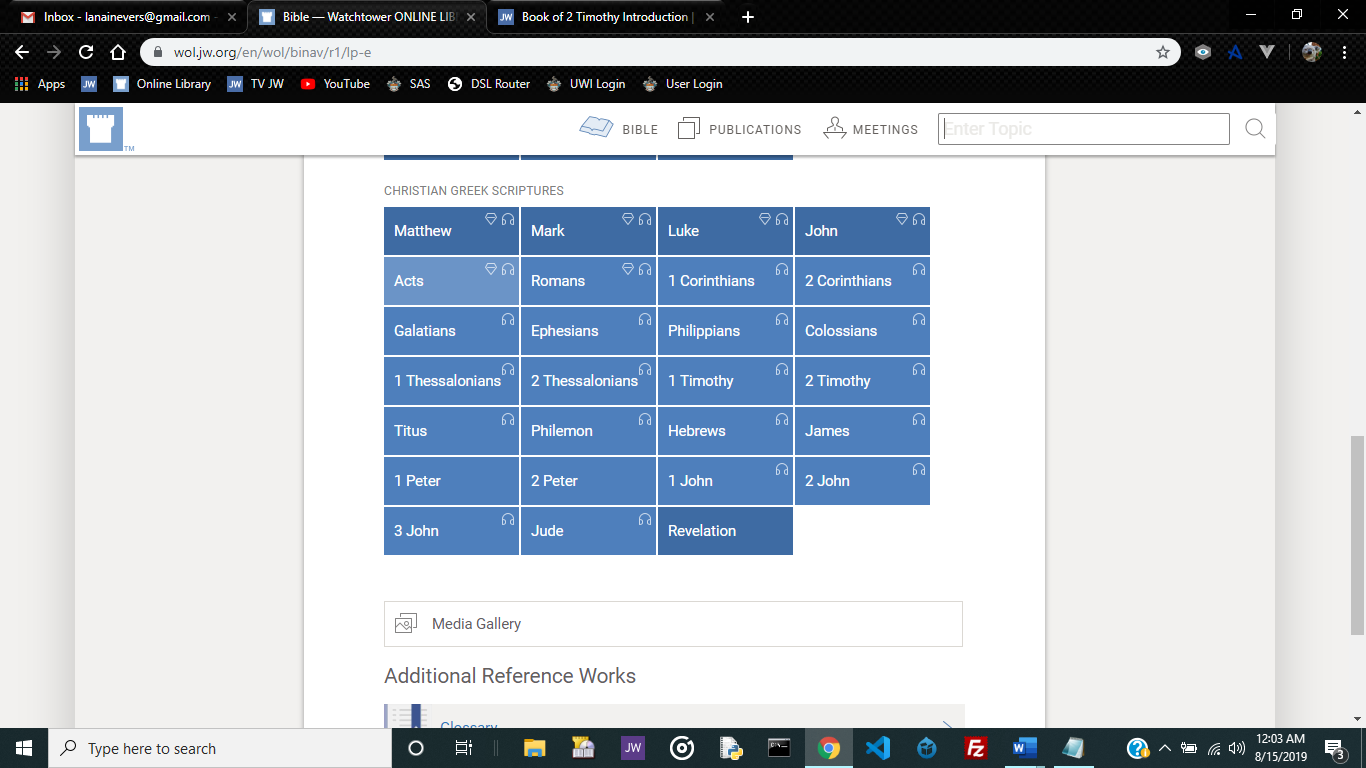 Inbox - lanainevers@gmail.com -
Bible — Watchtower ONLINE LIB
JW Book of 2 Timothy Introduction |
wol.jw.org/en/wol/binav/r1/lp-e
Apps JW Online Library JW TV JW YouTube SAS DSL Router UWI Login User Login
TM BIBLE PUBLICATIONS MEETINGS Enter Topic
CHRISTIAN GREEK SCRIPTURES
Matthew Mark Luke John
Acts Romans 1 Corinthians 2 Corinthians
Galatians Ephesians Philippians Colossians
1 Thessalonians 2 Thessalonians 1 Timothy 2 Timothy
Titus Philemon Hebrews James
1 Peter 2 Peter 1 John 2 John
3 John Jude Revelation
Media Gallery
Additional Reference Works
Glossary
Type here to search JW Fz W 12:03 AM
8/15/2019 3